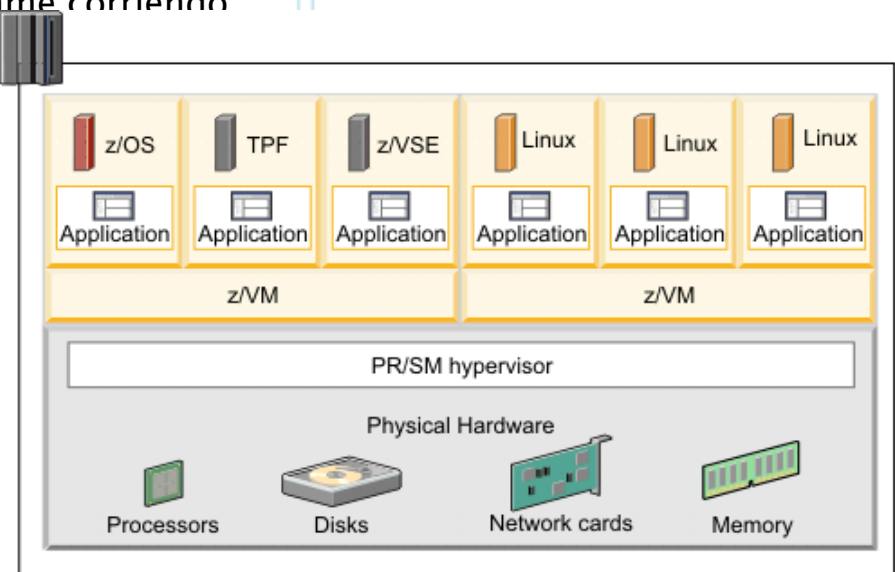 corriendo
z/OS TPF z/VSE Linux Linux Linux
Application Application Application Application Application Application
z/VM z/VM
PR/SM hypervisor
Physical Hardware
Processors Disks Network cards Memory